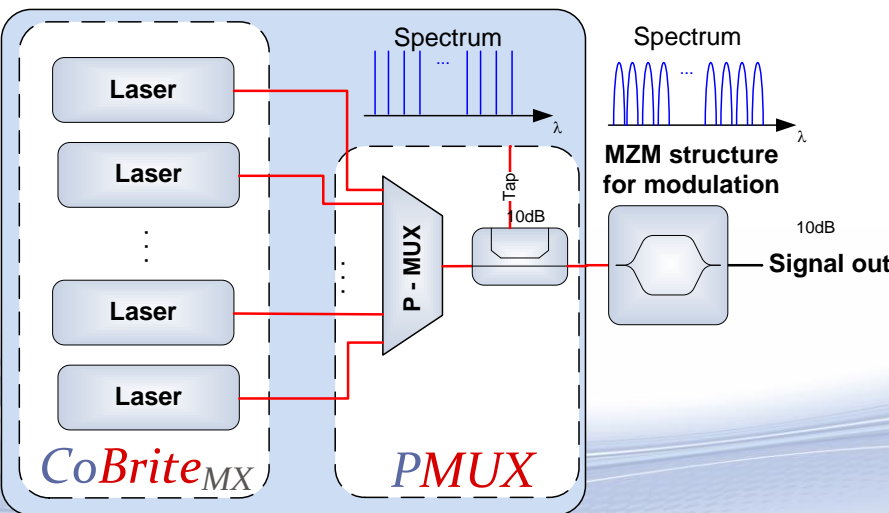 Spectrum
...
λ
Spectrum
...
λ
Laser
Laser
. . .
Laser
Laser
P - MUX
. . .
Tap
10dB
MZM structure
for modulation
10dB
Signal out
CoBriteMX
PMUX